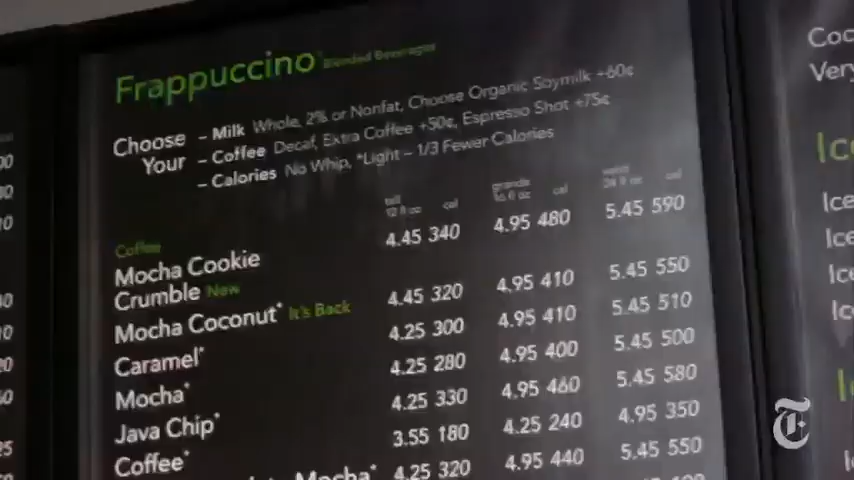 Frappuccino Blended Beverages
Choose Your
– Milk Whole, 2% or Nonfat, Choose Organic Soymilk +60¢
– Coffee Decaf, Extra Coffee +50¢, Espresso Shot +75¢
– Calories No Whip, *Light – 1/3 Fewer Calories
tall cal grande cal venti cal
12 fl oz 16 fl oz 24 fl oz
Coffee
Mocha Cookie 4.45 340 4.95 480 5.45 590
Crumble New
Mocha Coconut* It's Back 4.45 320 4.95 410 5.45 550
Caramel* 4.25 300 4.95 410 5.45 510
Mocha* 4.25 280 4.95 400 5.45 500
Java Chip* 4.25 330 4.95 460 5.45 580
Coffee* 3.55 180 4.25 240 4.95 350
Mocha* 4.25 320 4.95 440 5.45 550
Very
Ice
Ice
Ice
T